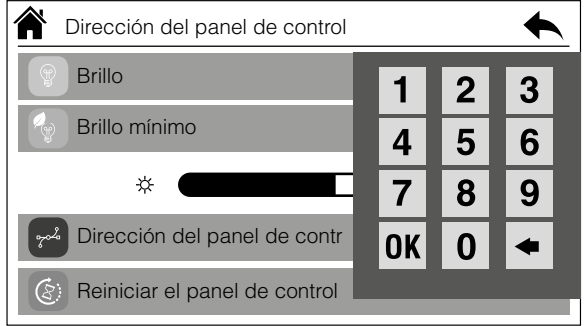 Dirección del panel de control
Brillo
Brillo mínimo
Dirección del panel de contr
Reiniciar el panel de control
1 2 3
4 5 6
7 8 9
OK 0